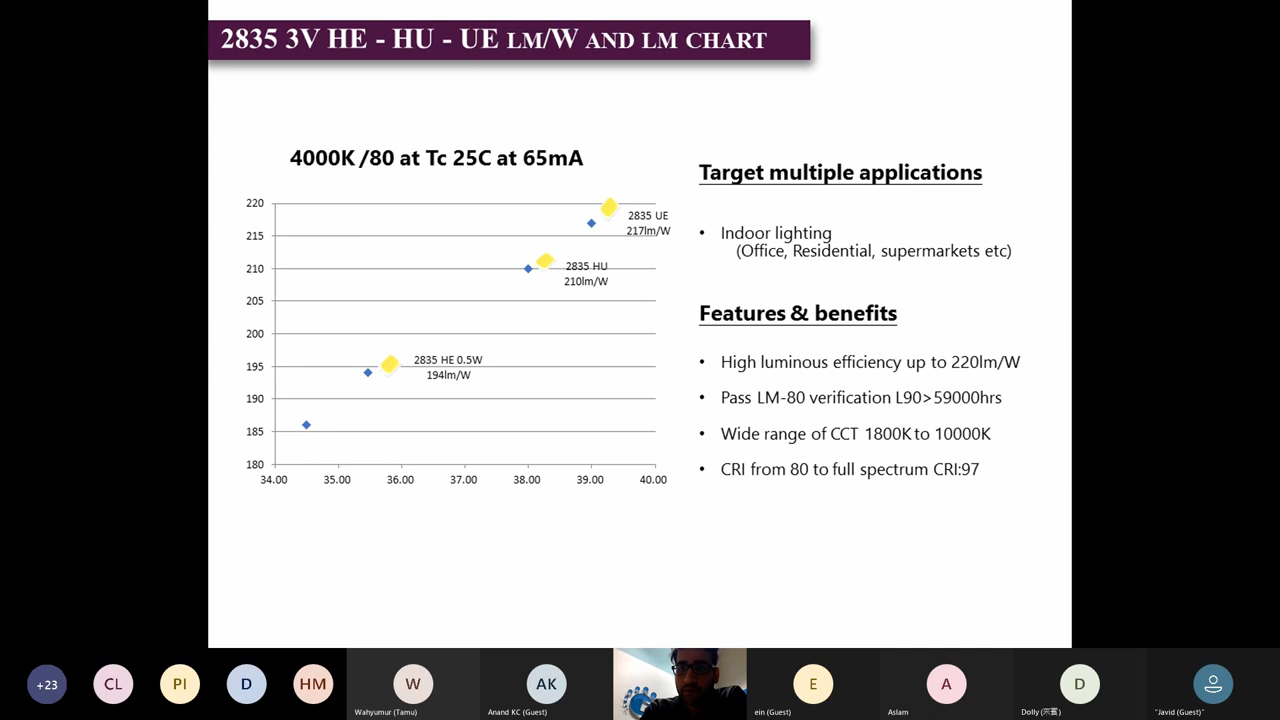 2835 3V HE - HU - UE LM/W AND LM CHART
4000K /80 at Tc 25C at 65mA
220
215
210
205
200
195
190
185
180
34.00 35.00 36.00 37.00 38.00 39.00 40.00
2835 UE
217lm/W
2835 HU
210lm/W
2835 HE 0.5W
194lm/W
Target multiple applications
• Indoor lighting
(Office, Residential, supermarkets etc)
Features & benefits
• High luminous efficiency up to 220lm/W
• Pass LM-80 verification L90>59000hrs
• Wide range of CCT 1800K to 10000K
• CRI from 80 to full spectrum CRI:97
+23 CL PI D HM W AK E A D
Wahyumur (Tamu) Anand KC (Guest) ein (Guest) Aslam Dolly (宗賓) "Javid (Guest)"